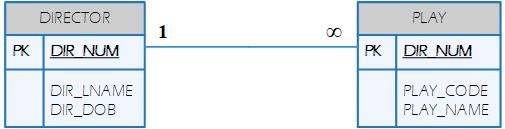 DIRECTOR
PK DIR_NUM
DIR_LNAME
DIR_DOB
1 ∞
PLAY
PK DIR_NUM
PLAY_CODE
PLAY_NAME